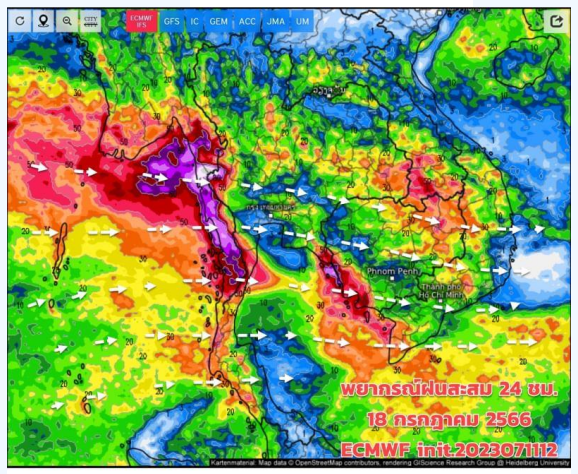 CITY
CITY
ECMWF
IFS
GFS
IC
GEM
ACC
JMA
UM
Phnom Penh
Thành phố
Hồ Chí Minh
พยากรณ์ฝนสะสม 24 ชม.
18 กรกฎาคม 2566
ECMWF init.2023071112
Kartenmaterial: Map data © OpenStreetMap contributors, rendering GIScience Research Group @ Heidelberg University